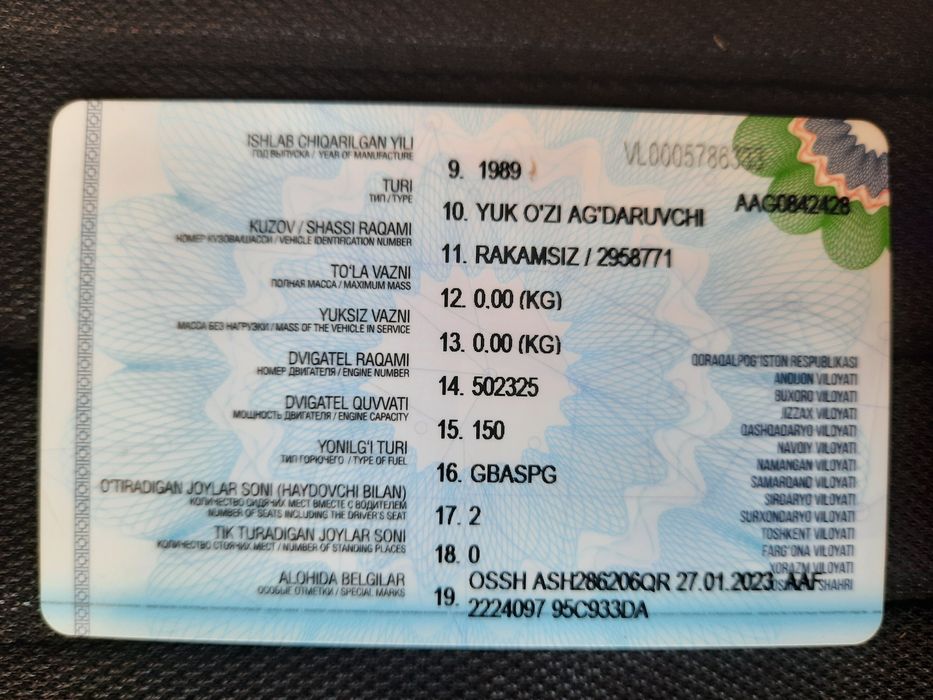 ISHLAB CHIQARILGAN YILI
ГОД ВЫПУСКА / YEAR OF MANUFACTURE
9. 1989
VL0005786333
TURI
ТИП / TYPE
10. YUK O'ZI AG'DARUVCHI
AAG0842428
KUZOV / SHASSI RAQAMI
НОМЕР КУЗОВА/ШАССИ / VEHICLE IDENTIFICATION NUMBER
11. RAKAMSIZ / 2958771
TO'LA VAZNI
ПОЛНАЯ МАССА / MAXIMUM MASS
12. 0.00 (KG)
YUKSIZ VAZNI
МАССА БЕЗ НАГРУЗКИ / MASS OF THE VEHICLE IN SERVICE
13. 0.00 (KG)
DVIGATEL RAQAMI
НОМЕР ДВИГАТЕЛЯ / ENGINE NUMBER
14. 502325
DVIGATEL QUVVATI
МОЩНОСТЬ ДВИГАТЕЛЯ / ENGINE CAPACITY
15. 150
YONILG'I TURI
ТИП ГОРЮЧЕГО / TYPE OF FUEL
16. GBASPG
O'TIRADIGAN JOYLAR SONI (HAYDOVCHI BILAN)
КОЛИЧЕСТВО СИДЯЧИХ МЕСТ ВМЕСТЕ С ВОДИТЕЛЕМ
NUMBER OF SEATS INCLUDING THE DRIVER'S SEAT
17. 2
TIK TURADIGAN JOYLAR SONI
КОЛИЧЕСТВО СТОЯЧИХ МЕСТ / NUMBER OF STANDING PLACES
18. 0
ALOHIDA BELGILAR
ОСОБЫЕ ОТМЕТКИ / SPECIAL MARKS
19. OSSH ASH286206QR 27.01.2023 AAF
2224097 95C933DA
QORAQALPOG'ISTON RESPUBLIKASI
ANDIJON VILOYATI
BUXORO VILOYATI
JIZZAX VILOYATI
QASHQADARYO VILOYATI
NAVOIY VILOYATI
NAMANGAN VILOYATI
SAMARQAND VILOYATI
SIRDARYO VILOYATI
SURXONDARYO VILOYATI
TOSHKENT VILOYATI
FARG'ONA VILOYATI
XORAZM VILOYATI
SHAHRI